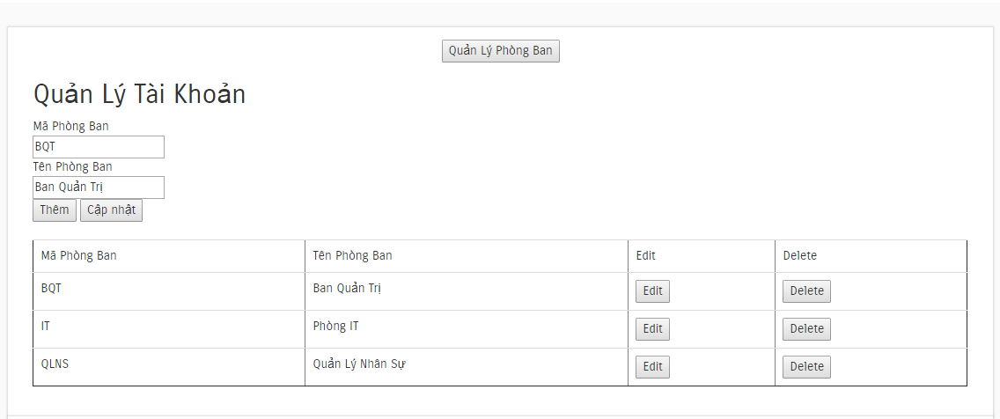 Quản Lý Phòng Ban
Quản Lý Tài Khoản
Mã Phòng Ban
BQT
Tên Phòng Ban
Ban Quản Trị
Thêm Cập nhật
Mã Phòng Ban Tên Phòng Ban Edit Delete
BQT Ban Quản Trị Edit Delete
IT Phòng IT Edit Delete
QLNS Quản Lý Nhân Sự Edit Delete